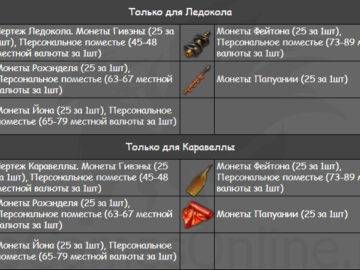 Только для Ледокола
Чертеж Ледокола. Монеты Гивэны (25 за
1шт), Персональное поместье (45-48
местной валюты за 1шт)
Монеты Фейтона (25 за 1шт),
Персональное поместье (73-89
местной валюты за 1шт)
Монеты Рохэнделя (25 за 1шт),
Персональное поместье (63-67 местной
валюты за 1шт)
Монеты Папуании (25 за 1шт)
Монеты Йона (25 за 1шт), Персональное
поместье (65-79 местной валюты за 1шт)
Только для Каравеллы
Чертеж Каравеллы. Монеты Гивэны (25 за
1шт), Персональное поместье (45-48
местной валюты за 1шт)
Монеты Фейтона (25 за 1шт),
Персональное поместье (73-89
местной валюты за 1шт)
Монеты Рохэнделя (25 за 1шт),
Персональное поместье (63-67 местной
валюты за 1шт)
Монеты Папуании (25 за 1шт)
Монеты Йона (25 за 1шт), Персональное
поместье (65-79 местной валюты за 1шт)